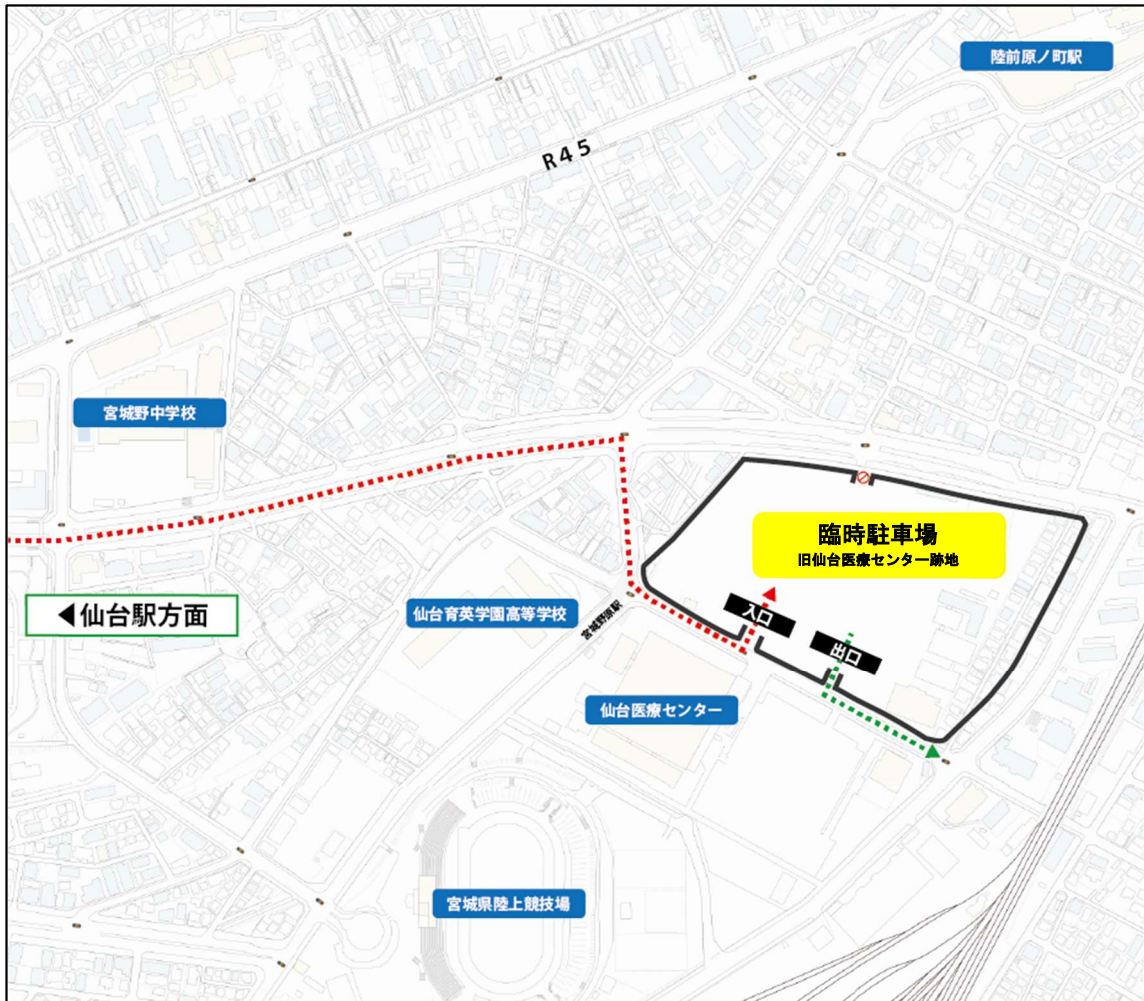 陸前原ノ町駅
R45
宮城野中学校
臨時駐車場
旧仙台医療センター跡地
◀仙台駅方面
仙台育英学園高等学校
宮城野原駅
入口
出口
仙台医療センター
宮城県陸上競技場